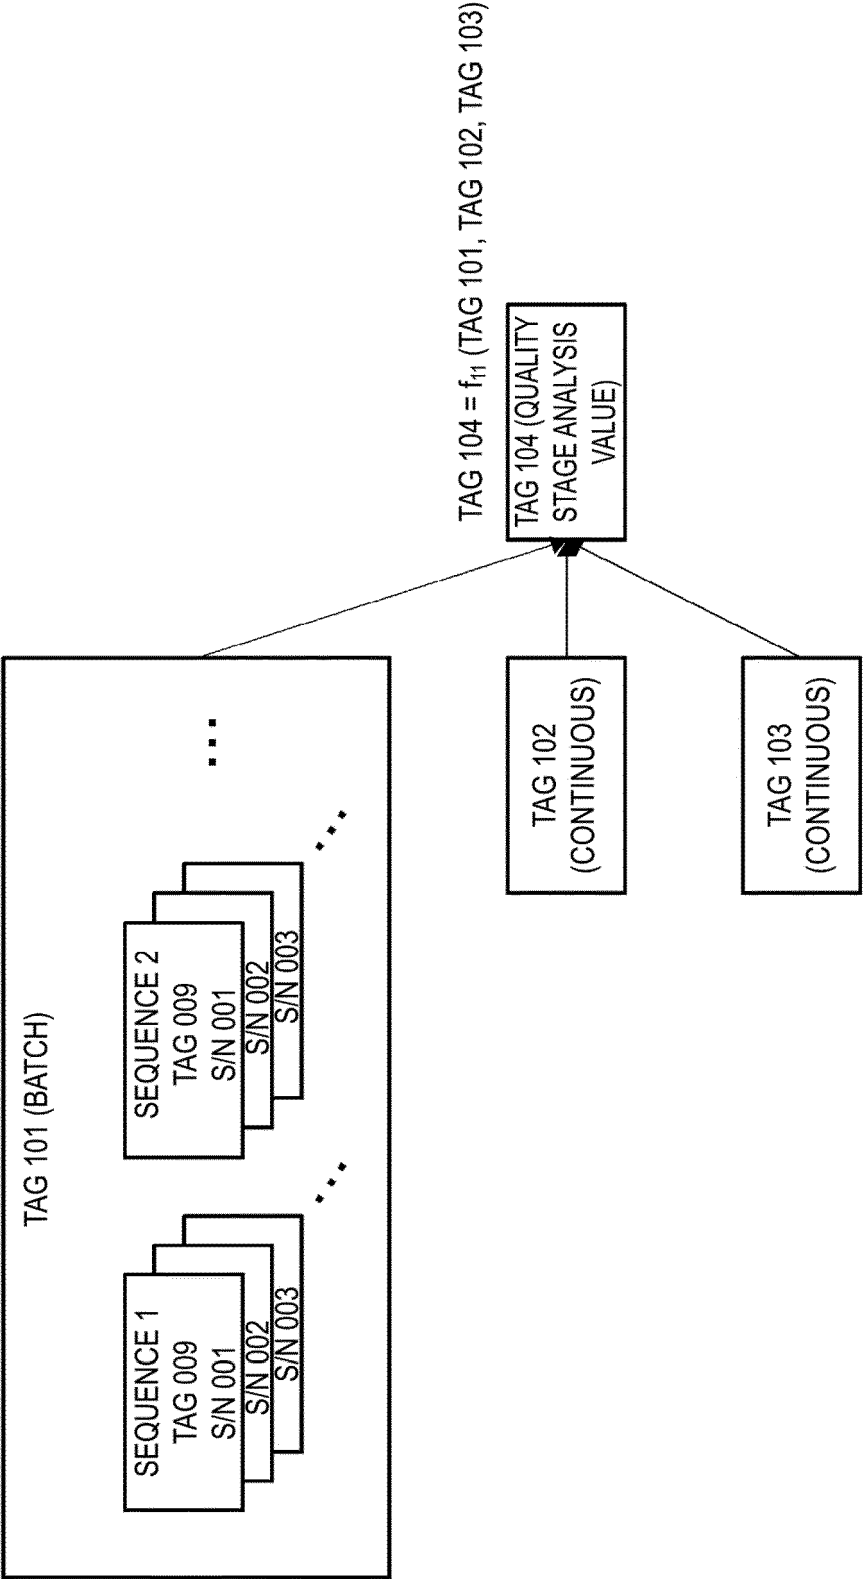 TAG 101 (BATCH)
SEQUENCE 1
TAG 009
S/N 001
S/N 002
S/N 003
SEQUENCE 2
TAG 009
S/N 001
S/N 002
S/N 003
TAG 102
(CONTINUOUS)
TAG 103
(CONTINUOUS)
TAG 104 = f₁₁ (TAG 101, TAG 102, TAG 103)
TAG 104 (QUALITY
STAGE ANALYSIS
VALUE)